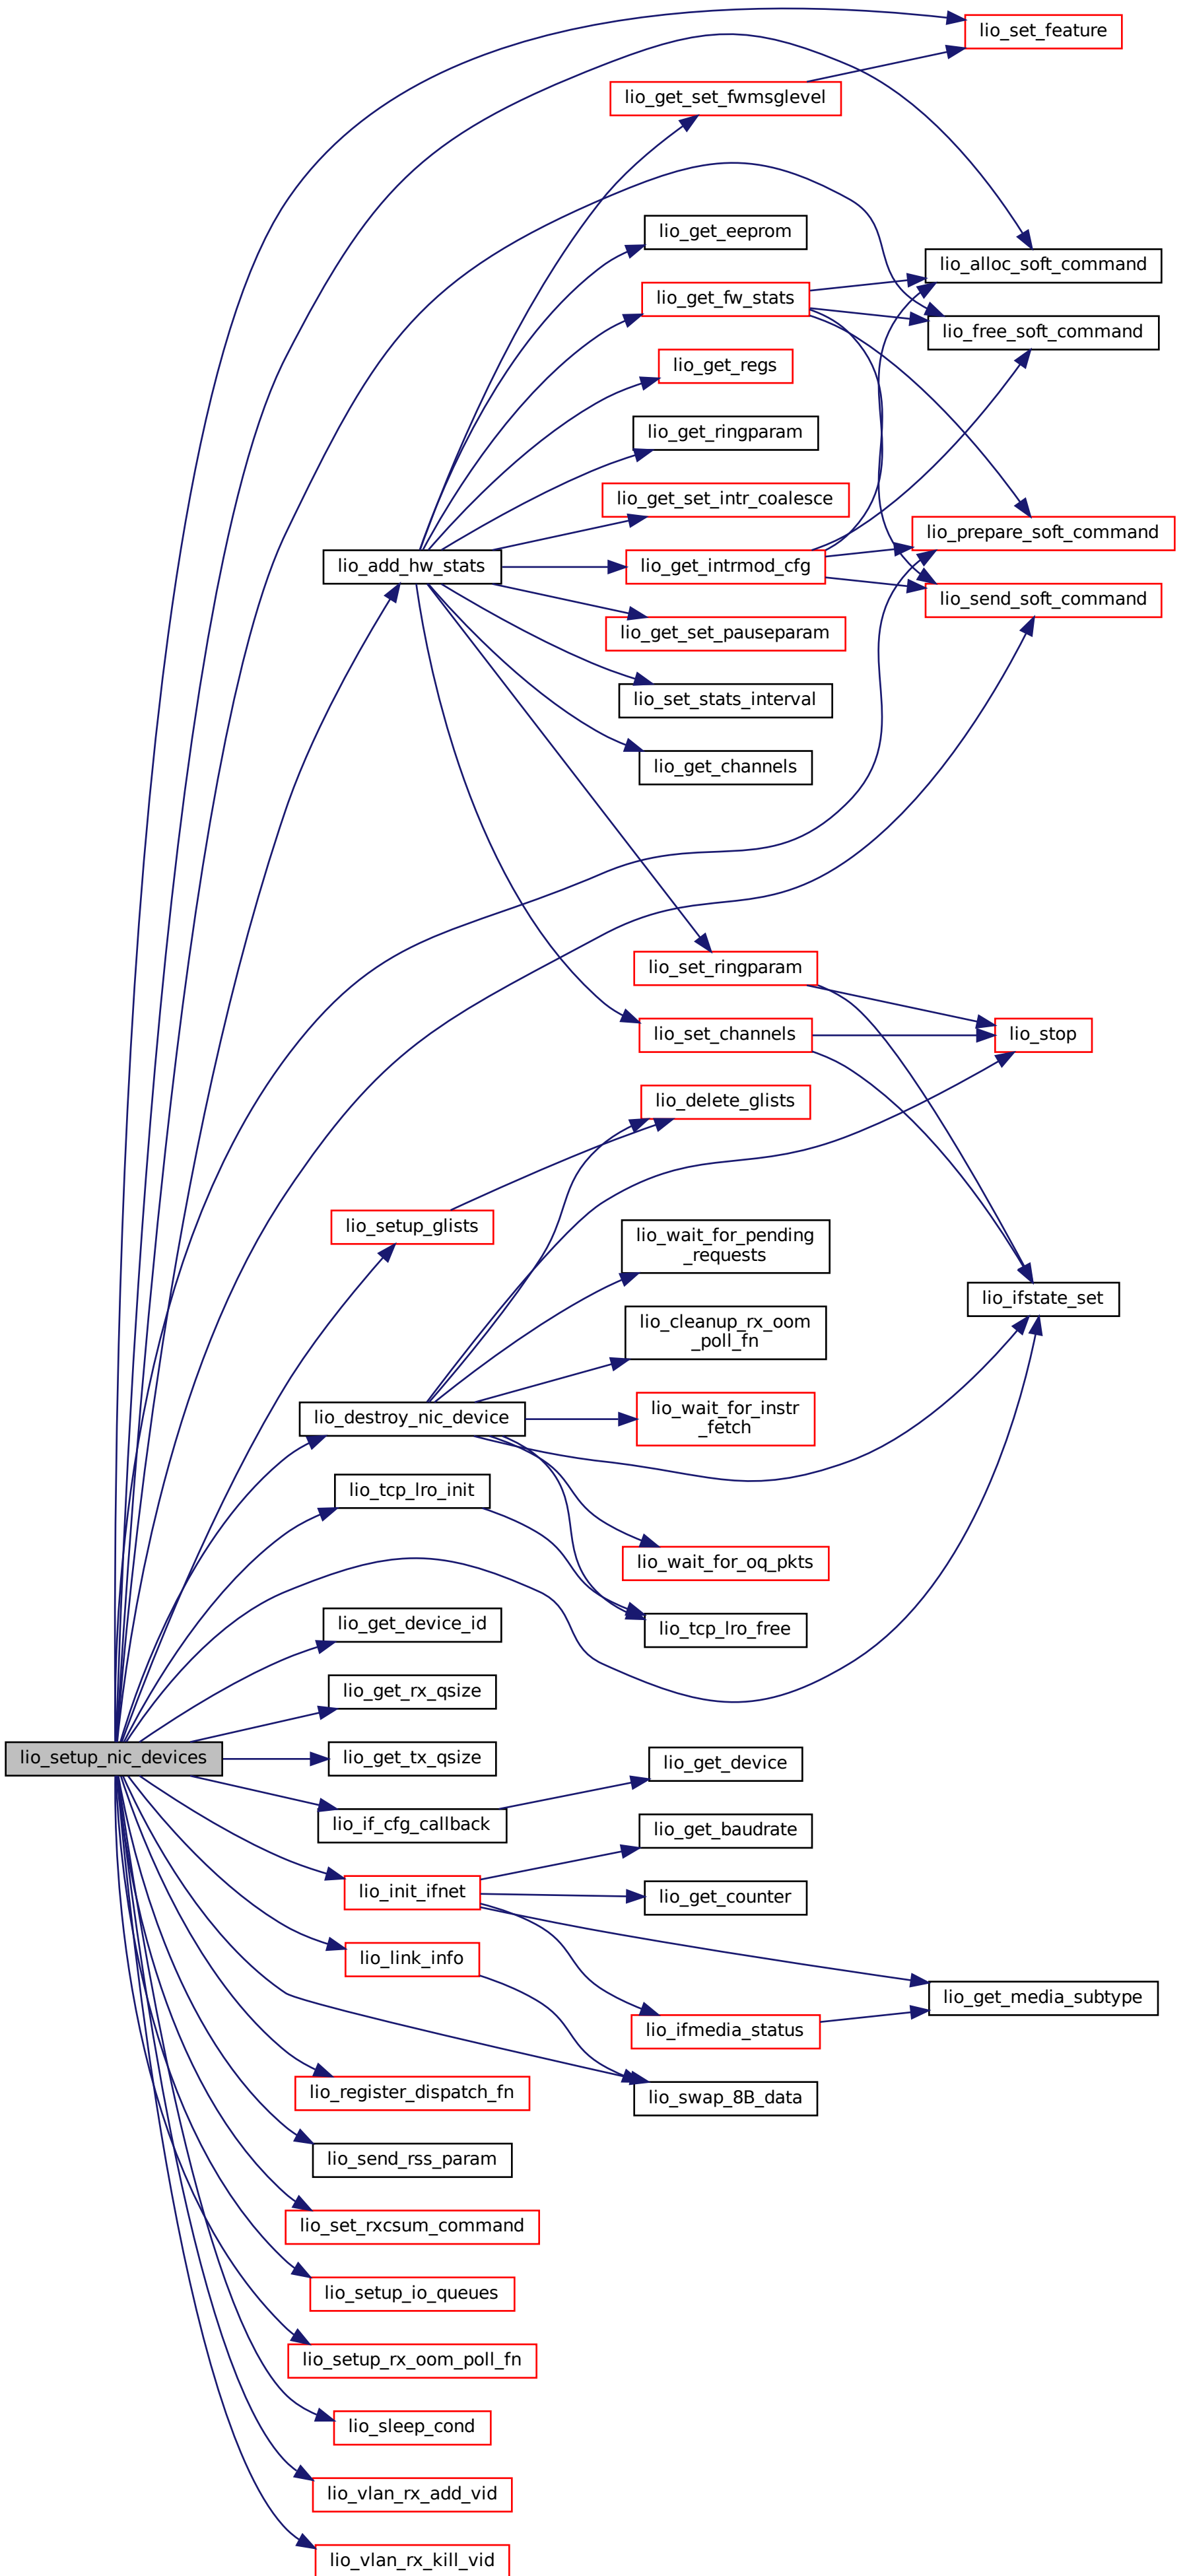 lio_set_feature
lio_get_set_fwmsglevel
lio_get_eeprom
lio_alloc_soft_command
lio_get_fw_stats
lio_free_soft_command
lio_get_regs
lio_get_ringparam
lio_get_set_intr_coalesce
lio_prepare_soft_command
lio_add_hw_stats
lio_get_intrmod_cfg
lio_send_soft_command
lio_get_set_pauseparam
lio_set_stats_interval
lio_get_channels
lio_set_ringparam
lio_set_channels
lio_stop
lio_delete_glists
lio_setup_glists
lio_wait_for_pending
_requests
lio_ifstate_set
lio_cleanup_rx_oom
_poll_fn
lio_destroy_nic_device
lio_wait_for_instr
_fetch
lio_tcp_lro_init
lio_wait_for_oq_pkts
lio_get_device_id
lio_tcp_lro_free
lio_get_rx_qsize
lio_setup_nic_devices
lio_get_tx_qsize
lio_get_device
lio_if_cfg_callback
lio_get_baudrate
lio_init_ifnet
lio_get_counter
lio_link_info
lio_get_media_subtype
lio_ifmedia_status
lio_register_dispatch_fn
lio_swap_8B_data
lio_send_rss_param
lio_set_rxcsum_command
lio_setup_io_queues
lio_setup_rx_oom_poll_fn
lio_sleep_cond
lio_vlan_rx_add_vid
lio_vlan_rx_kill_vid